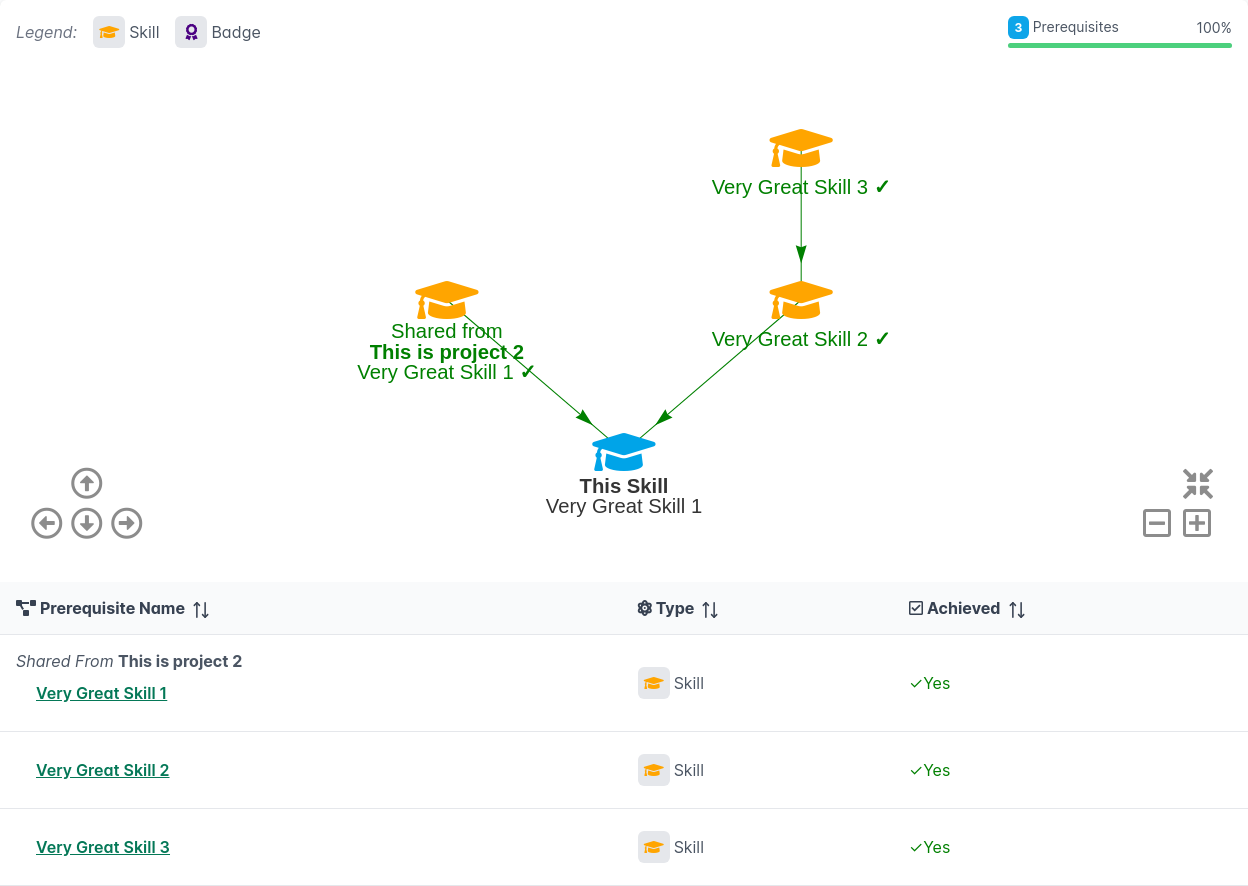 Legend: Skill Badge
3 Prerequisites 100%
Very Great Skill 3 ✓
Shared from
This is project 2
Very Great Skill 1 ✓
Very Great Skill 2 ✓
This Skill
Very Great Skill 1
Prerequisite Name Type Achieved
Shared From This is project 2
Very Great Skill 1 Skill ✓Yes
Very Great Skill 2 Skill ✓Yes
Very Great Skill 3 Skill ✓Yes